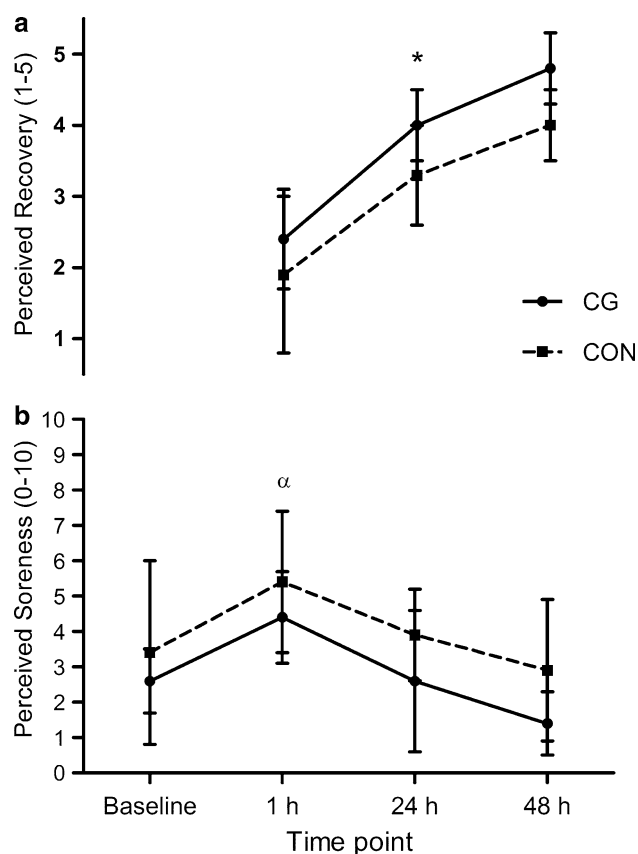 a
Perceived Recovery (1-5)
5
4
3
2
1
*
CG
CON
b
Perceived Soreness (0-10)
10
9
8
7
6
5
4
3
2
1
0
α
Baseline 1 h 24 h 48 h
Time point